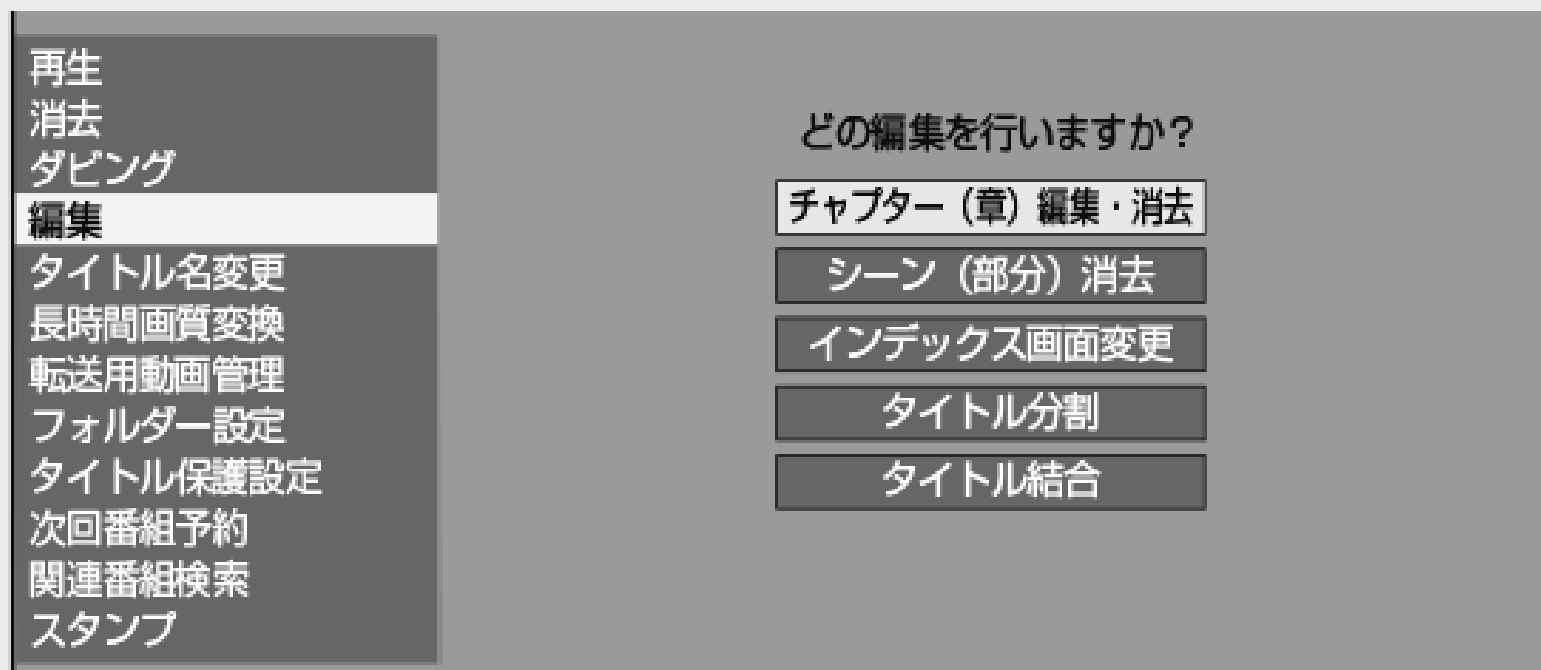 再生
消去
ダビング
編集
タイトル名変更
長時間画質変換
転送用動画管理
フォルダー設定
タイトル保護設定
次回番組予約
関連番組検索
スタンプ
どの編集を行いますか？
チャプター（章）編集・消去
シーン（部分）消去
インデックス画面変更
タイトル分割
タイトル結合